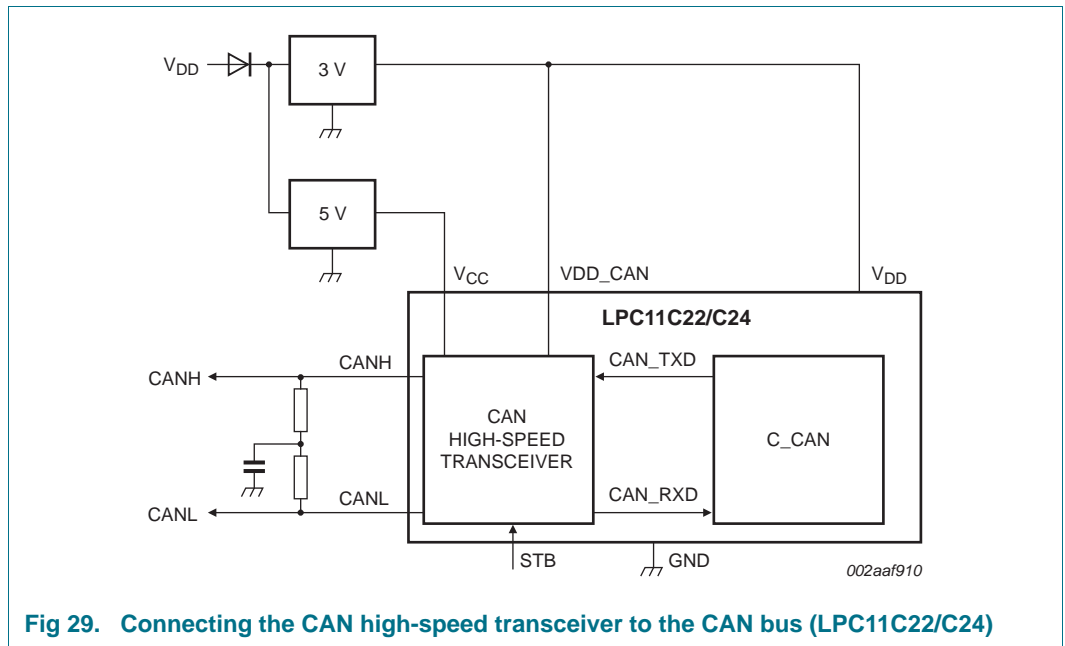 VDD
3 V
5 V
VCC
VDD_CAN
VDD
LPC11C22/C24
CANH
CANH
CAN
HIGH-SPEED
TRANSCEIVER
CAN_TXD
C_CAN
CANL
CANL
CAN_RXD
STB
GND
002aaf910
Fig 29. Connecting the CAN high-speed transceiver to the CAN bus (LPC11C22/C24)